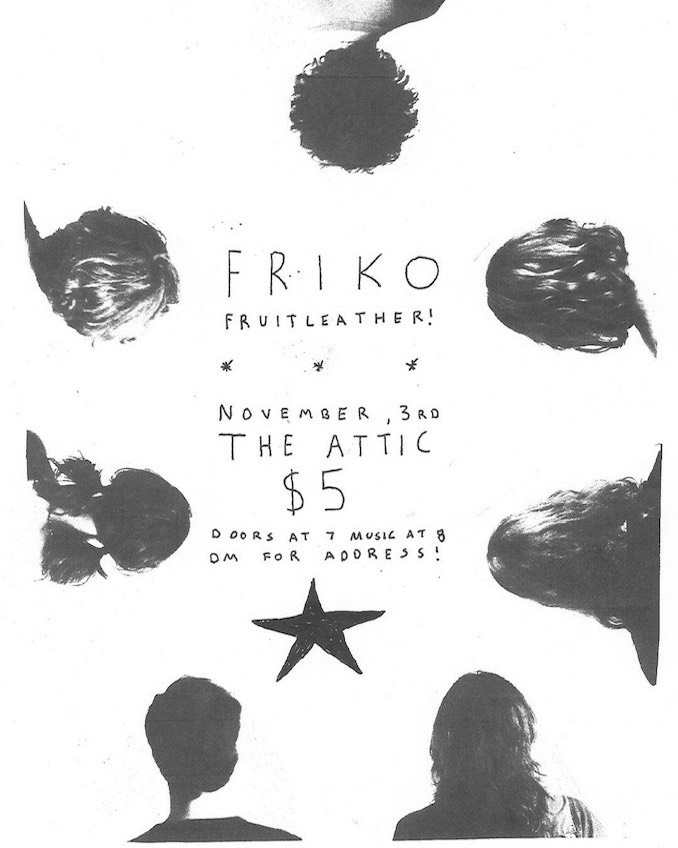 FRIKO
FRUITLEATHER!
* * *
NOVEMBER, 3RD
THE ATTIC
$5
DOORS AT 7 MUSIC AT 8
DM FOR ADDRESS!